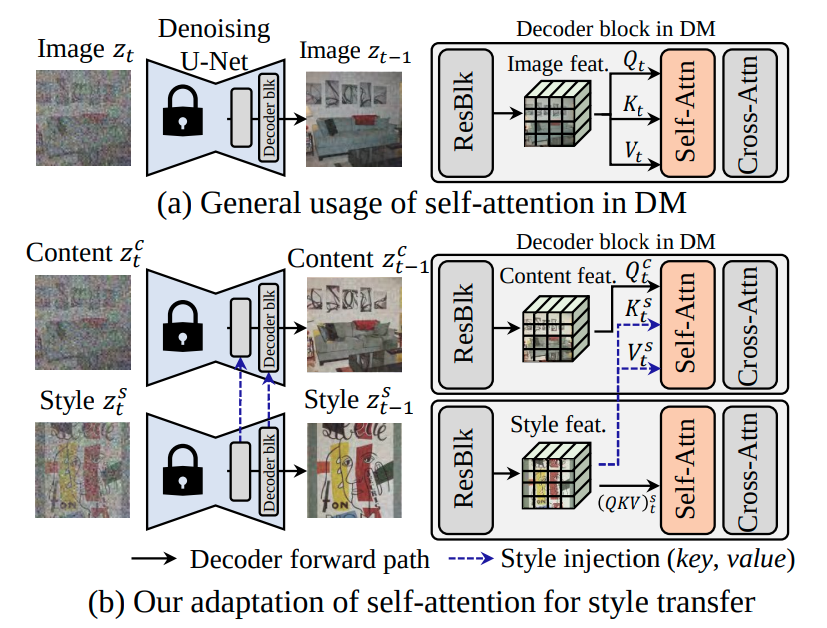 Image z_t
Denoising
U-Net
Image z_{t-1}
Decoder blk
Decoder block in DM
ResBlk
Image feat.
Q_t
K_t
V_t
Self-Attn
Cross-Attn
(a) General usage of self-attention in DM
Content z_t^c
Decoder blk
Content z_{t-1}^c
Style z_t^s
Decoder blk
Style z_{t-1}^s
Decoder block in DM
ResBlk
Content feat.
Q_t^c
K_t^s
V_t^s
Self-Attn
Cross-Attn
ResBlk
Style feat.
(QKV)_t^s
Self-Attn
Cross-Attn
Decoder forward path
Style injection (key, value)
(b) Our adaptation of self-attention for style transfer